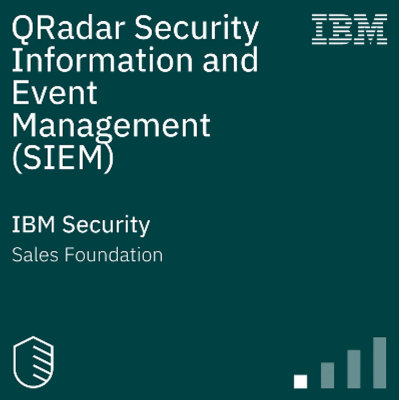 QRadar Security
IBM
Information and
Event
Management
(SIEM)
IBM Security
Sales Foundation